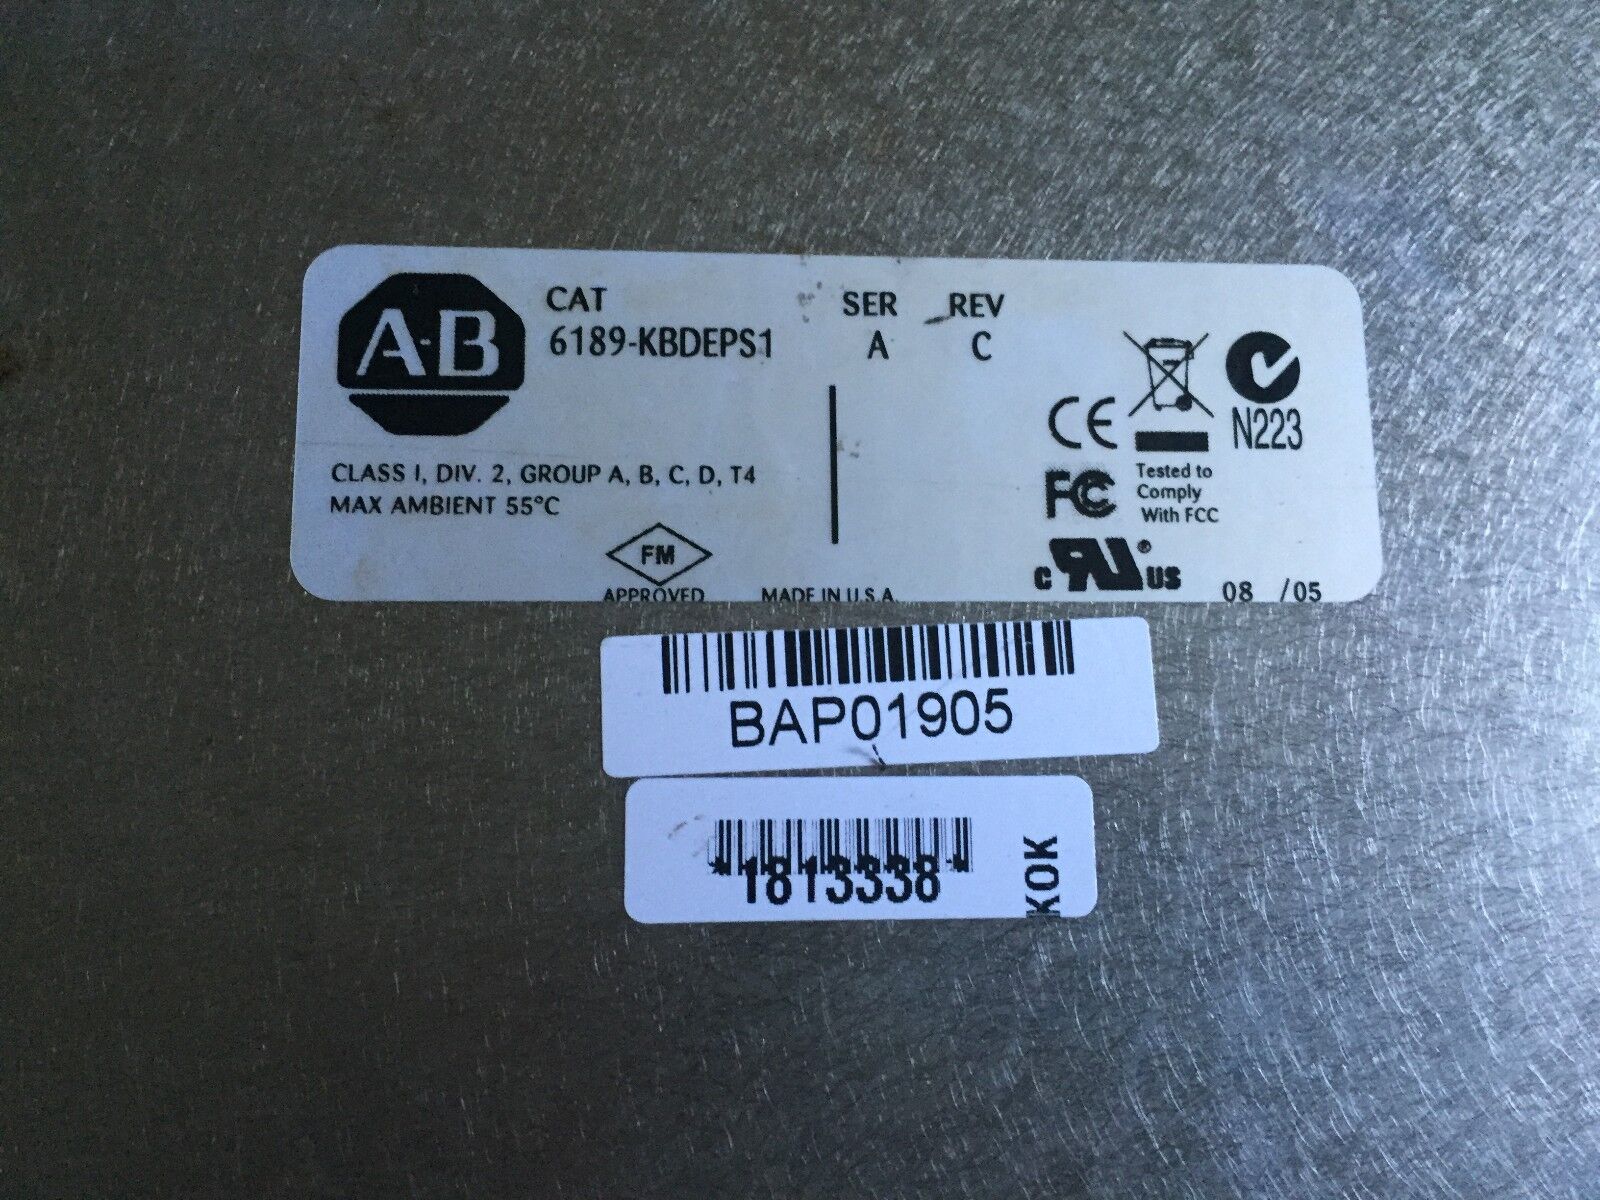 A-B
CAT SER REV
6189-KBDEPS1 A C
N223
CE
CLASS I, DIV. 2, GROUP A, B, C, D, T4
MAX AMBIENT 55°C
FC Tested to
Comply
With FCC
FM
APPROVED
MADE IN U.S.A.
c RU ® US
08 /05
BAP01905
*1813338*
KOK